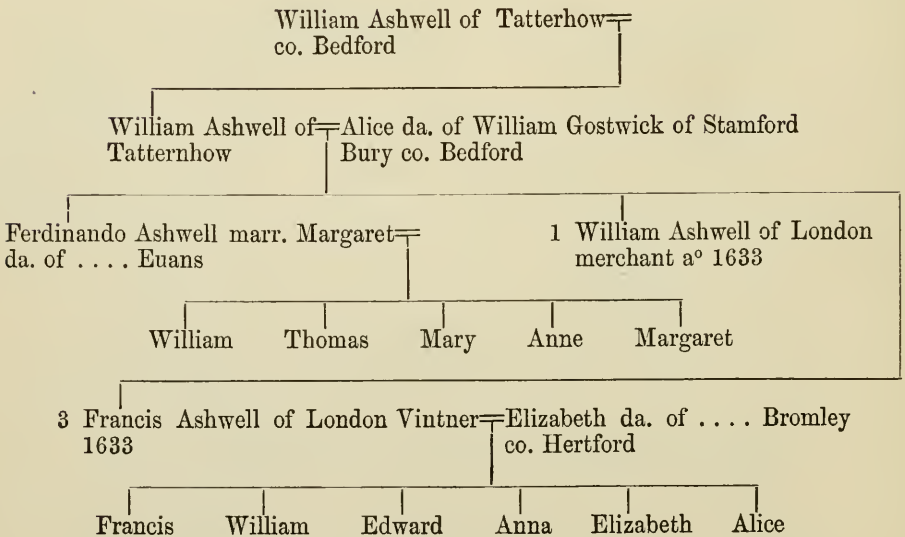 William Ashwell of Tatterhow
co. Bedford
William Ashwell of
Tatternhow
Alice da. of William Gostwick of Stamford
Bury co. Bedford
Ferdinando Ashwell marr. Margaret
da. of . . . . Euans
1 William Ashwell of London
merchant aº 1633
William Thomas Mary Anne Margaret
3 Francis Ashwell of London Vintner
1633
Elizabeth da. of . . . . Bromley
co. Hertford
Francis William Edward Anna Elizabeth Alice